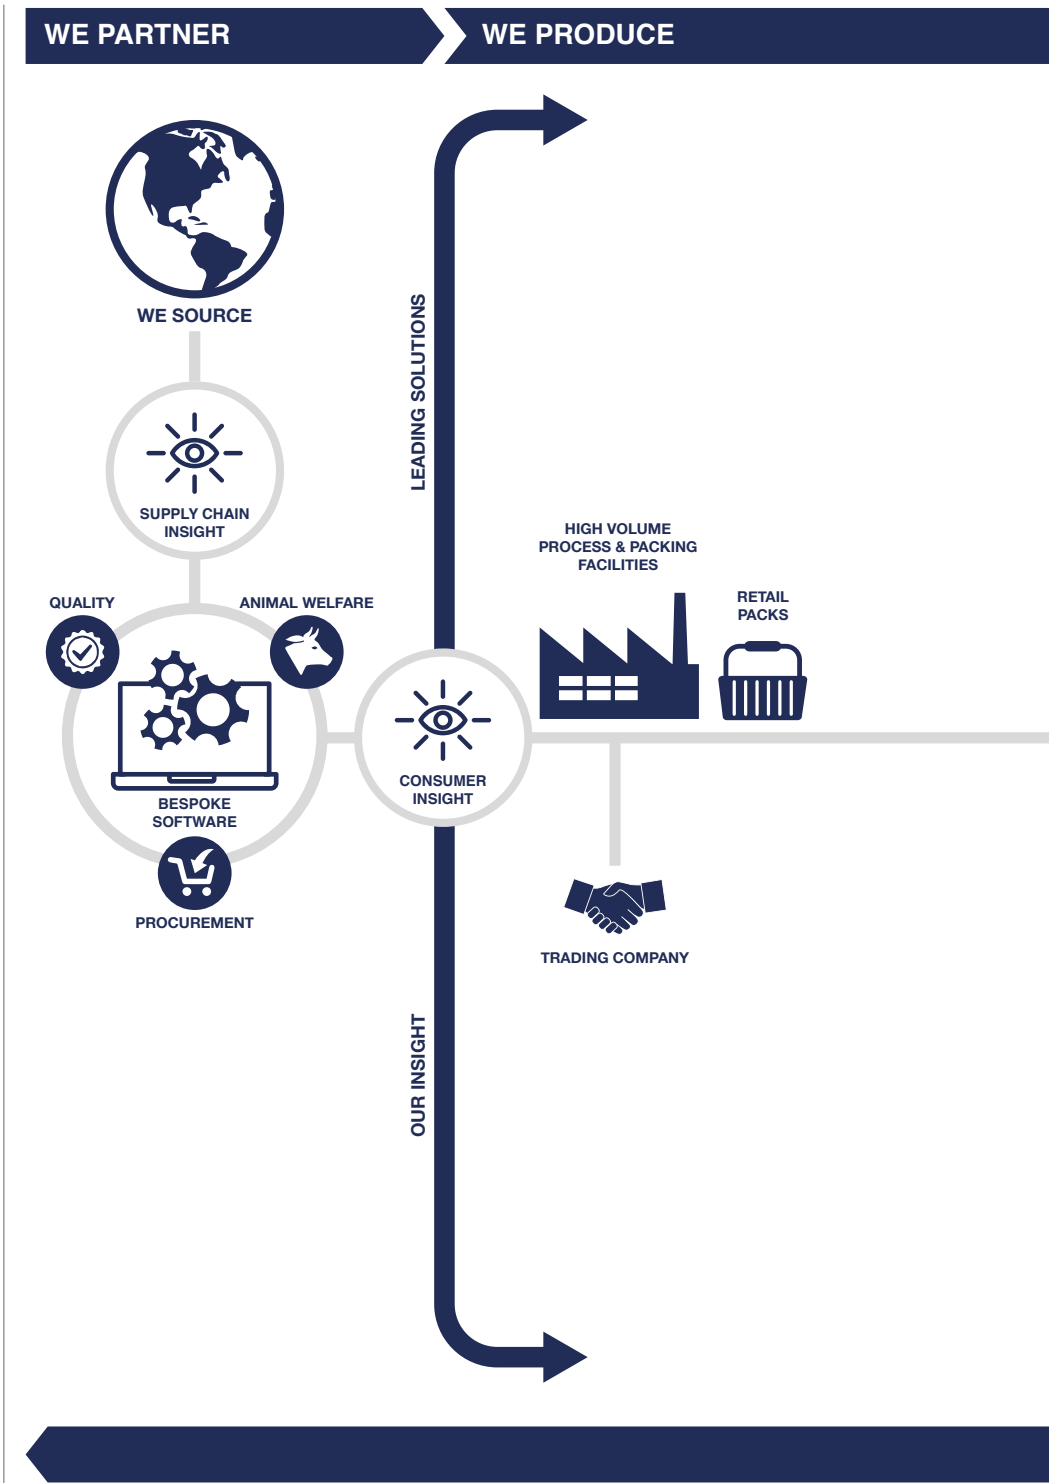 WE PARTNER
WE PRODUCE
WE SOURCE
SUPPLY CHAIN
INSIGHT
QUALITY
ANIMAL WELFARE
BESPOKE
SOFTWARE
PROCUREMENT
LEADING SOLUTIONS
CONSUMER
INSIGHT
OUR INSIGHT
HIGH VOLUME
PROCESS & PACKING
FACILITIES
RETAIL
PACKS
TRADING COMPANY